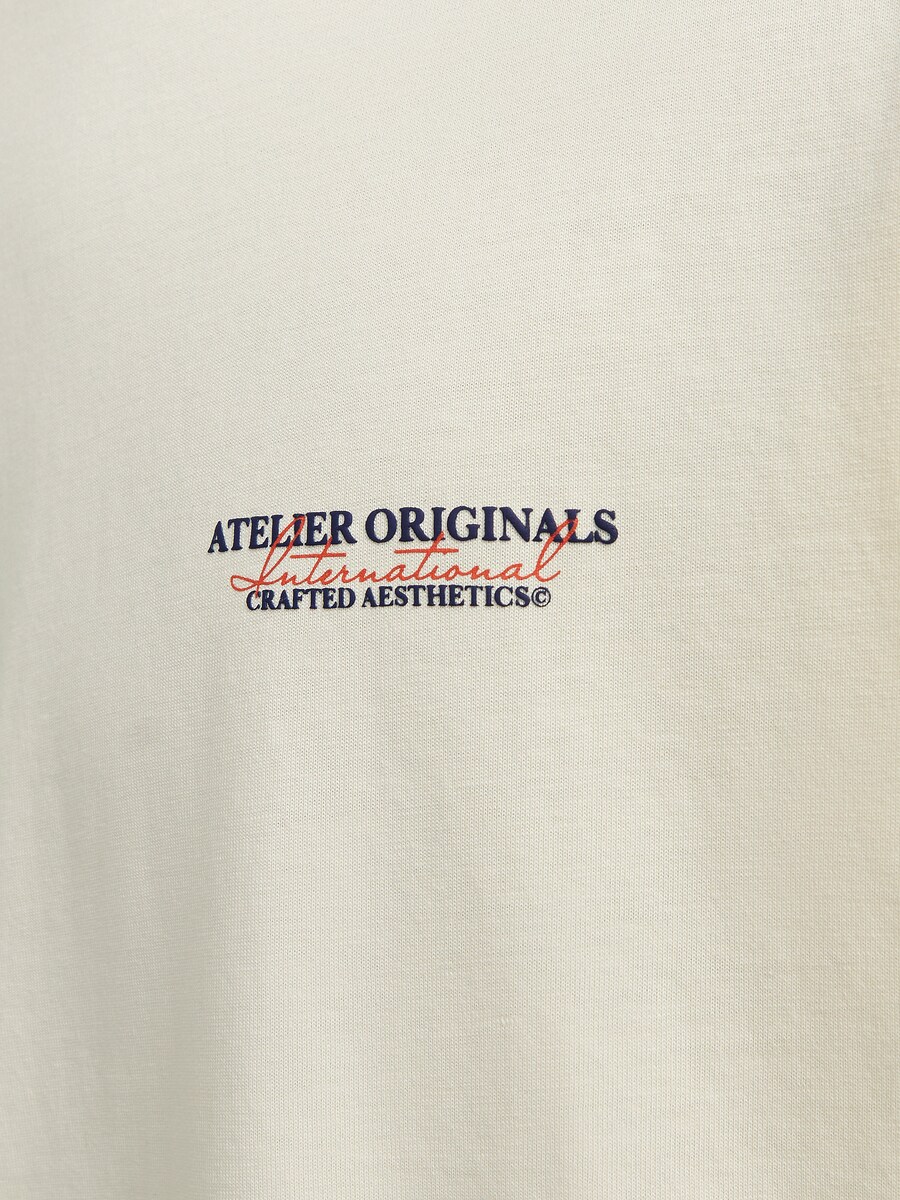 ATELIER ORIGINALS
International
CRAFTED AESTHETICS©